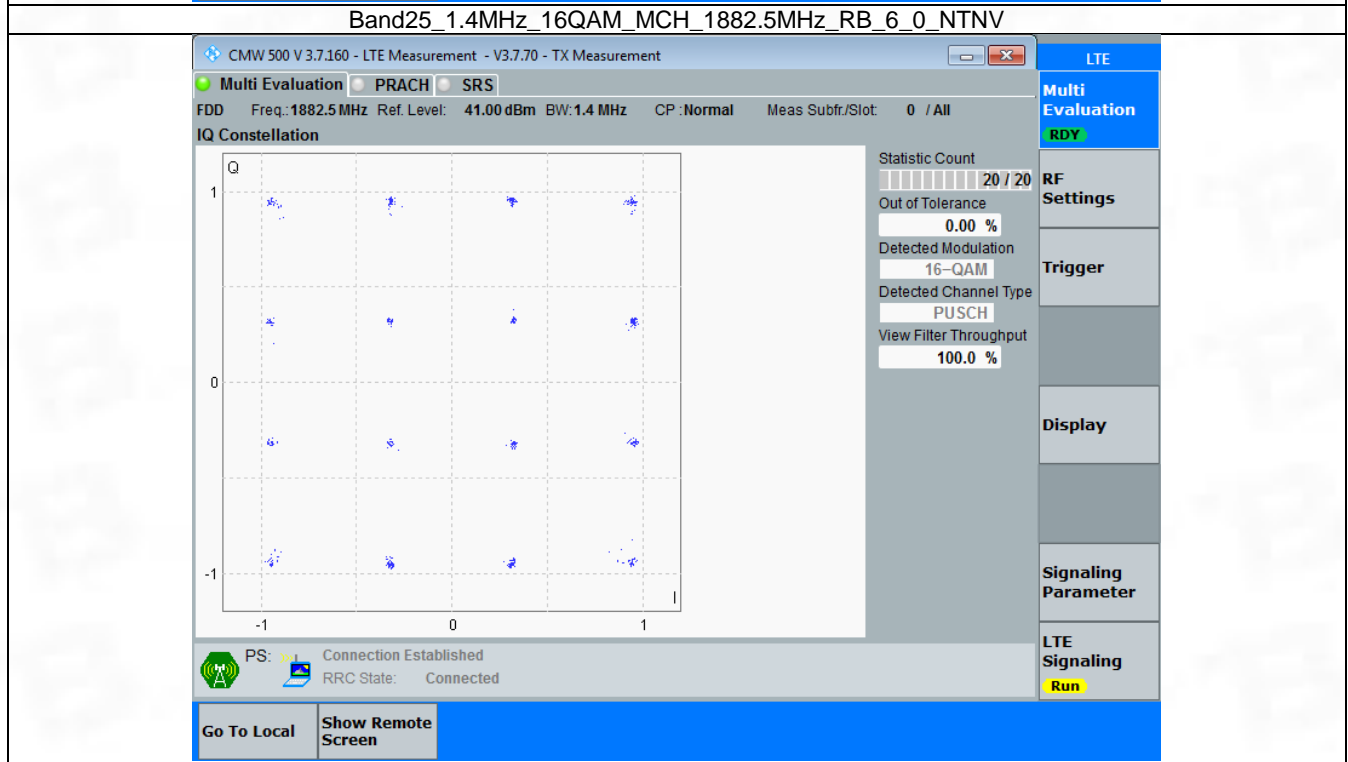 Band25_1.4MHz_16QAM_MCH_1882.5MHz_RB_6_0_NTNV
CMW 500 V 3.7.160 - LTE Measurement - V3.7.70 - TX Measurement
LTE
Multi Evaluation PRACH SRS
Multi
Evaluation
RDY
FDD Freq.:1882.5 MHz Ref. Level: 41.00 dBm BW:1.4 MHz CP :Normal Meas Subfr./Slot: 0 / All
IQ Constellation
Q
1
0
-1
I
-1 0 1
Statistic Count
20 / 20
Out of Tolerance
0.00 %
Detected Modulation
16-QAM
Detected Channel Type
PUSCH
View Filter Throughput
100.0 %
RF
Settings
Trigger
Display
Signaling
Parameter
LTE
Signaling
Run
PS: Connection Established
RRC State: Connected
Go To Local
Show Remote
Screen